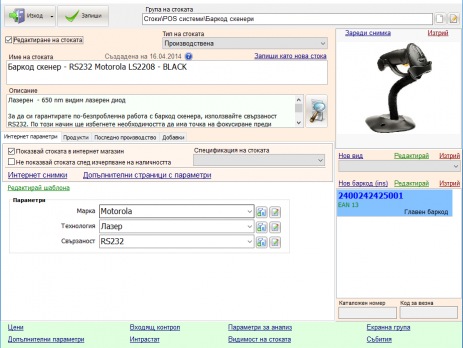 Изход
Запиши
Група на стоката
Стоки\POS системи\Баркод скенери
Редактиране на стоката
Тип на стоката
Производствена
Зареди снимка
Изтрий
Име на стоката
Създадена на 16.04.2014
Запиши като нова стока
Баркод скенер - RS232 Motorola LS2208 - BLACK
Описание
Лазерен - 650 nm видим лазерен диод
За да си гарантирате по-безпроблемна работа с баркод скенера, използвайте скръсност
RS232. По този начин ще избегнете необходимостта да има точка на фокусиране преди
Интернет параметри
Продукти
Последно производство
Добавки
Показвай стоката в интернет магазин
Спецификация на стоката
Не показвай стоката след изчерпване на наличността
Интернет снимки
Допълнителни страници с параметри
Нов вид
Редактирай
Изтрий
Редактирай шаблона
Нов баркод (ins)
Редактирай
Изтрий
Параметри
2400242425001
EAN 13
Главен баркод
Марка
Motorola
Технология
Лазер
Свързаност
RS232
Каталожен номер
Код за везна
Цени
Входящ контрол
Параметри за анализ
Екранна група
Допълнителни параметри
Интрастат
Видимост на стоката
Събития